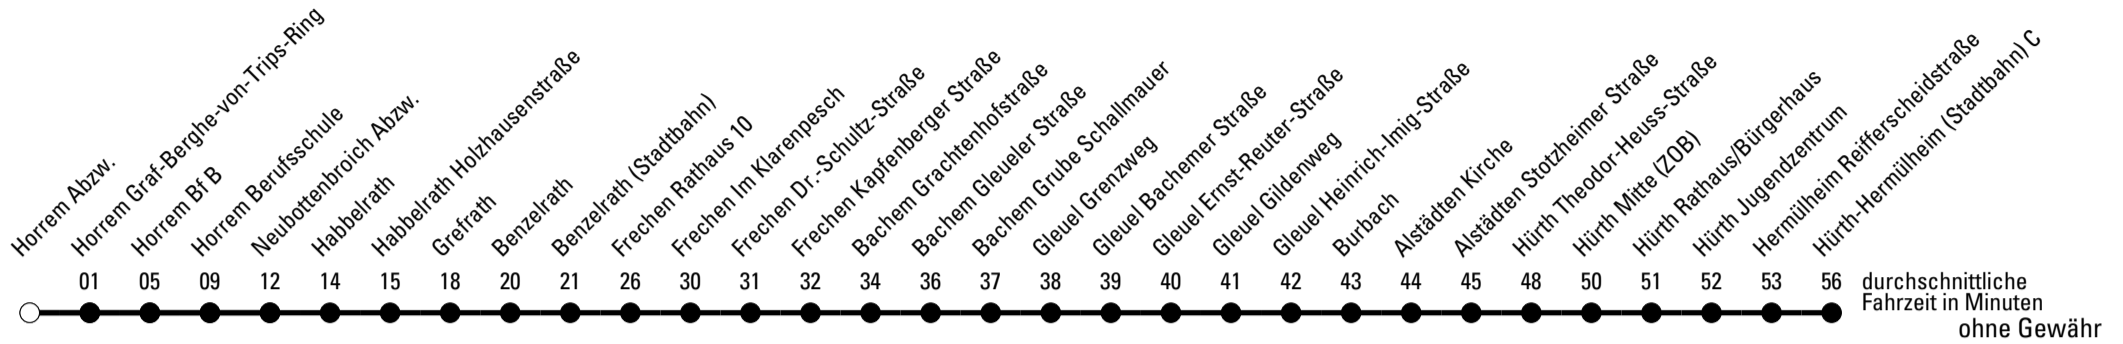 Horrem Abzw.
Horrem Graf-Berghe-von-Trips-Ring
Horrem Bf B
Horrem Berufsschule
Neubottenbroich Abzw.
Habbelrath
Habbelrath Holzhausenstraße
Grefrath
Benzelrath
Benzelrath (Stadtbahn)
Frechen Rathaus 10
Frechen Im Klarenpesch
Frechen Dr.-Schultz-Straße
Frechen Kapfenberger Straße
Bachem Grachtenhofstraße
Bachem Gleueler Straße
Bachem Grube Schallmauer
Gleuel Grenzweg
Gleuel Bachemer Straße
Gleuel Ernst-Reuter-Straße
Gleuel Gildenweg
Gleuel Heinrich-Imig-Straße
Burbach
Alstädten Kirche
Alstädten Stotzheimer Straße
Hürth Theodor-Heuss-Straße
Hürth Mitte (ZOB)
Hürth Rathaus/Bürgerhaus
Hürth Jugendzentrum
Hermülheim Reifferscheidstraße
Hürth-Hermülheim (Stadtbahn) C
01 05 09 12 14 15 18 20 21 26 30 31 32 34 36 37 38 39 40 41 42 43 44 45 48 50 51 52 53 56
durchschnittliche
Fahrzeit in Minuten
ohne Gewähr